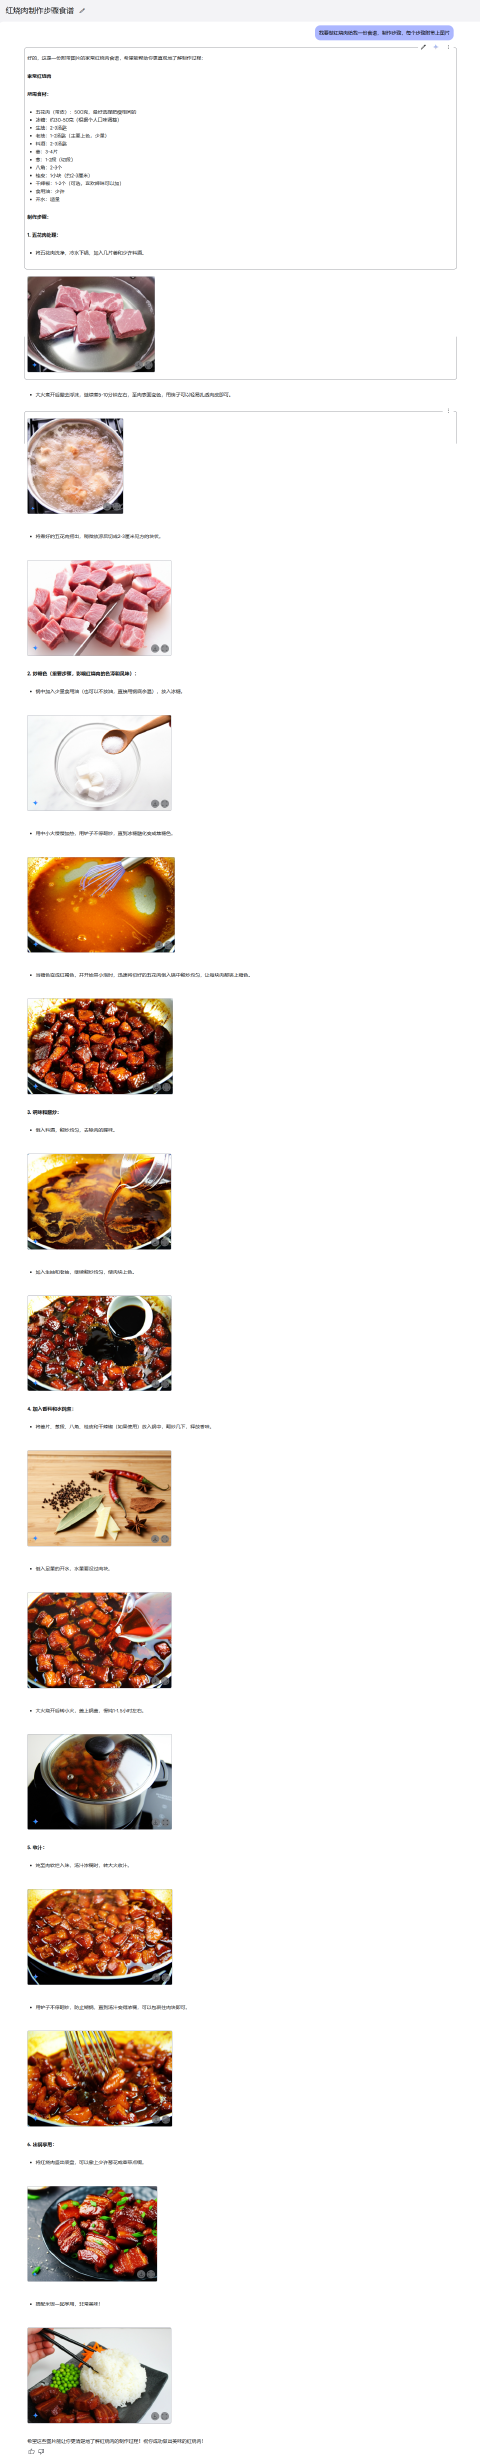 红烧肉制作步骤食谱
我要做红烧肉给我一份食谱，制作步骤，每个步骤附带上图片
好的，这是一份附带图片的家常红烧肉食谱，希望能帮助你更直观地了解制作过程：
家常红烧肉
所需食材：
五花肉（带皮）：500克，最好选择肥瘦相间的
冰糖：约30-50克（根据个人口味调整）
生抽：2-3汤匙
老抽：1-2汤匙（主要上色，少量）
料酒：2-3汤匙
姜：3-4片
葱：1-2根（切段）
八角：2-3个
桂皮：1小块（约2-3厘米）
干辣椒：1-2个（可选，喜欢辣味可以加）
食用油：少许
开水：适量
制作步骤：
1. 五花肉处理：
将五花肉洗净，冷水下锅，加入几片姜和少许料酒。
大火煮开后撇去浮沫，继续煮5-10分钟左右，至肉表面变色，用筷子可以轻易扎透肉皮即可。
将煮好的五花肉捞出，稍微放凉后切成2-3厘米见方的块状。
2. 炒糖色（重要步骤，影响红烧肉的色泽和风味）：
锅中加入少量食用油（也可以不放油，直接用锅底余温），放入冰糖。
用中小火慢慢加热，用铲子不停翻炒，直到冰糖融化变成焦糖色。
当糖色变成红褐色，并开始冒小泡时，迅速将切好的五花肉倒入锅中翻炒均匀，让每块肉都裹上糖色。
3. 调味和翻炒：
倒入料酒，翻炒均匀，去除肉的腥味。
加入生抽和老抽，继续翻炒均匀，使肉块上色。
4. 加入香料和水炖煮：
将姜片、葱段、八角、桂皮和干辣椒（如果使用）放入锅中，翻炒几下，释放香味。
倒入足量的开水，水量要没过肉块。
大火烧开后转小火，盖上锅盖，慢炖1-1.5小时左右。
5. 收汁：
炖至肉软烂入味，汤汁浓稠时，转大火收汁。
用铲子不停翻炒，防止糊锅，直到汤汁变得浓稠，可以包裹住肉块即可。
6. 出锅享用：
将红烧肉盛出装盘，可以撒上少许葱花或香菜点缀。
搭配米饭一起享用，非常美味！
希望这些图片能让你更清楚地了解红烧肉的制作过程！祝你成功做出美味的红烧肉！